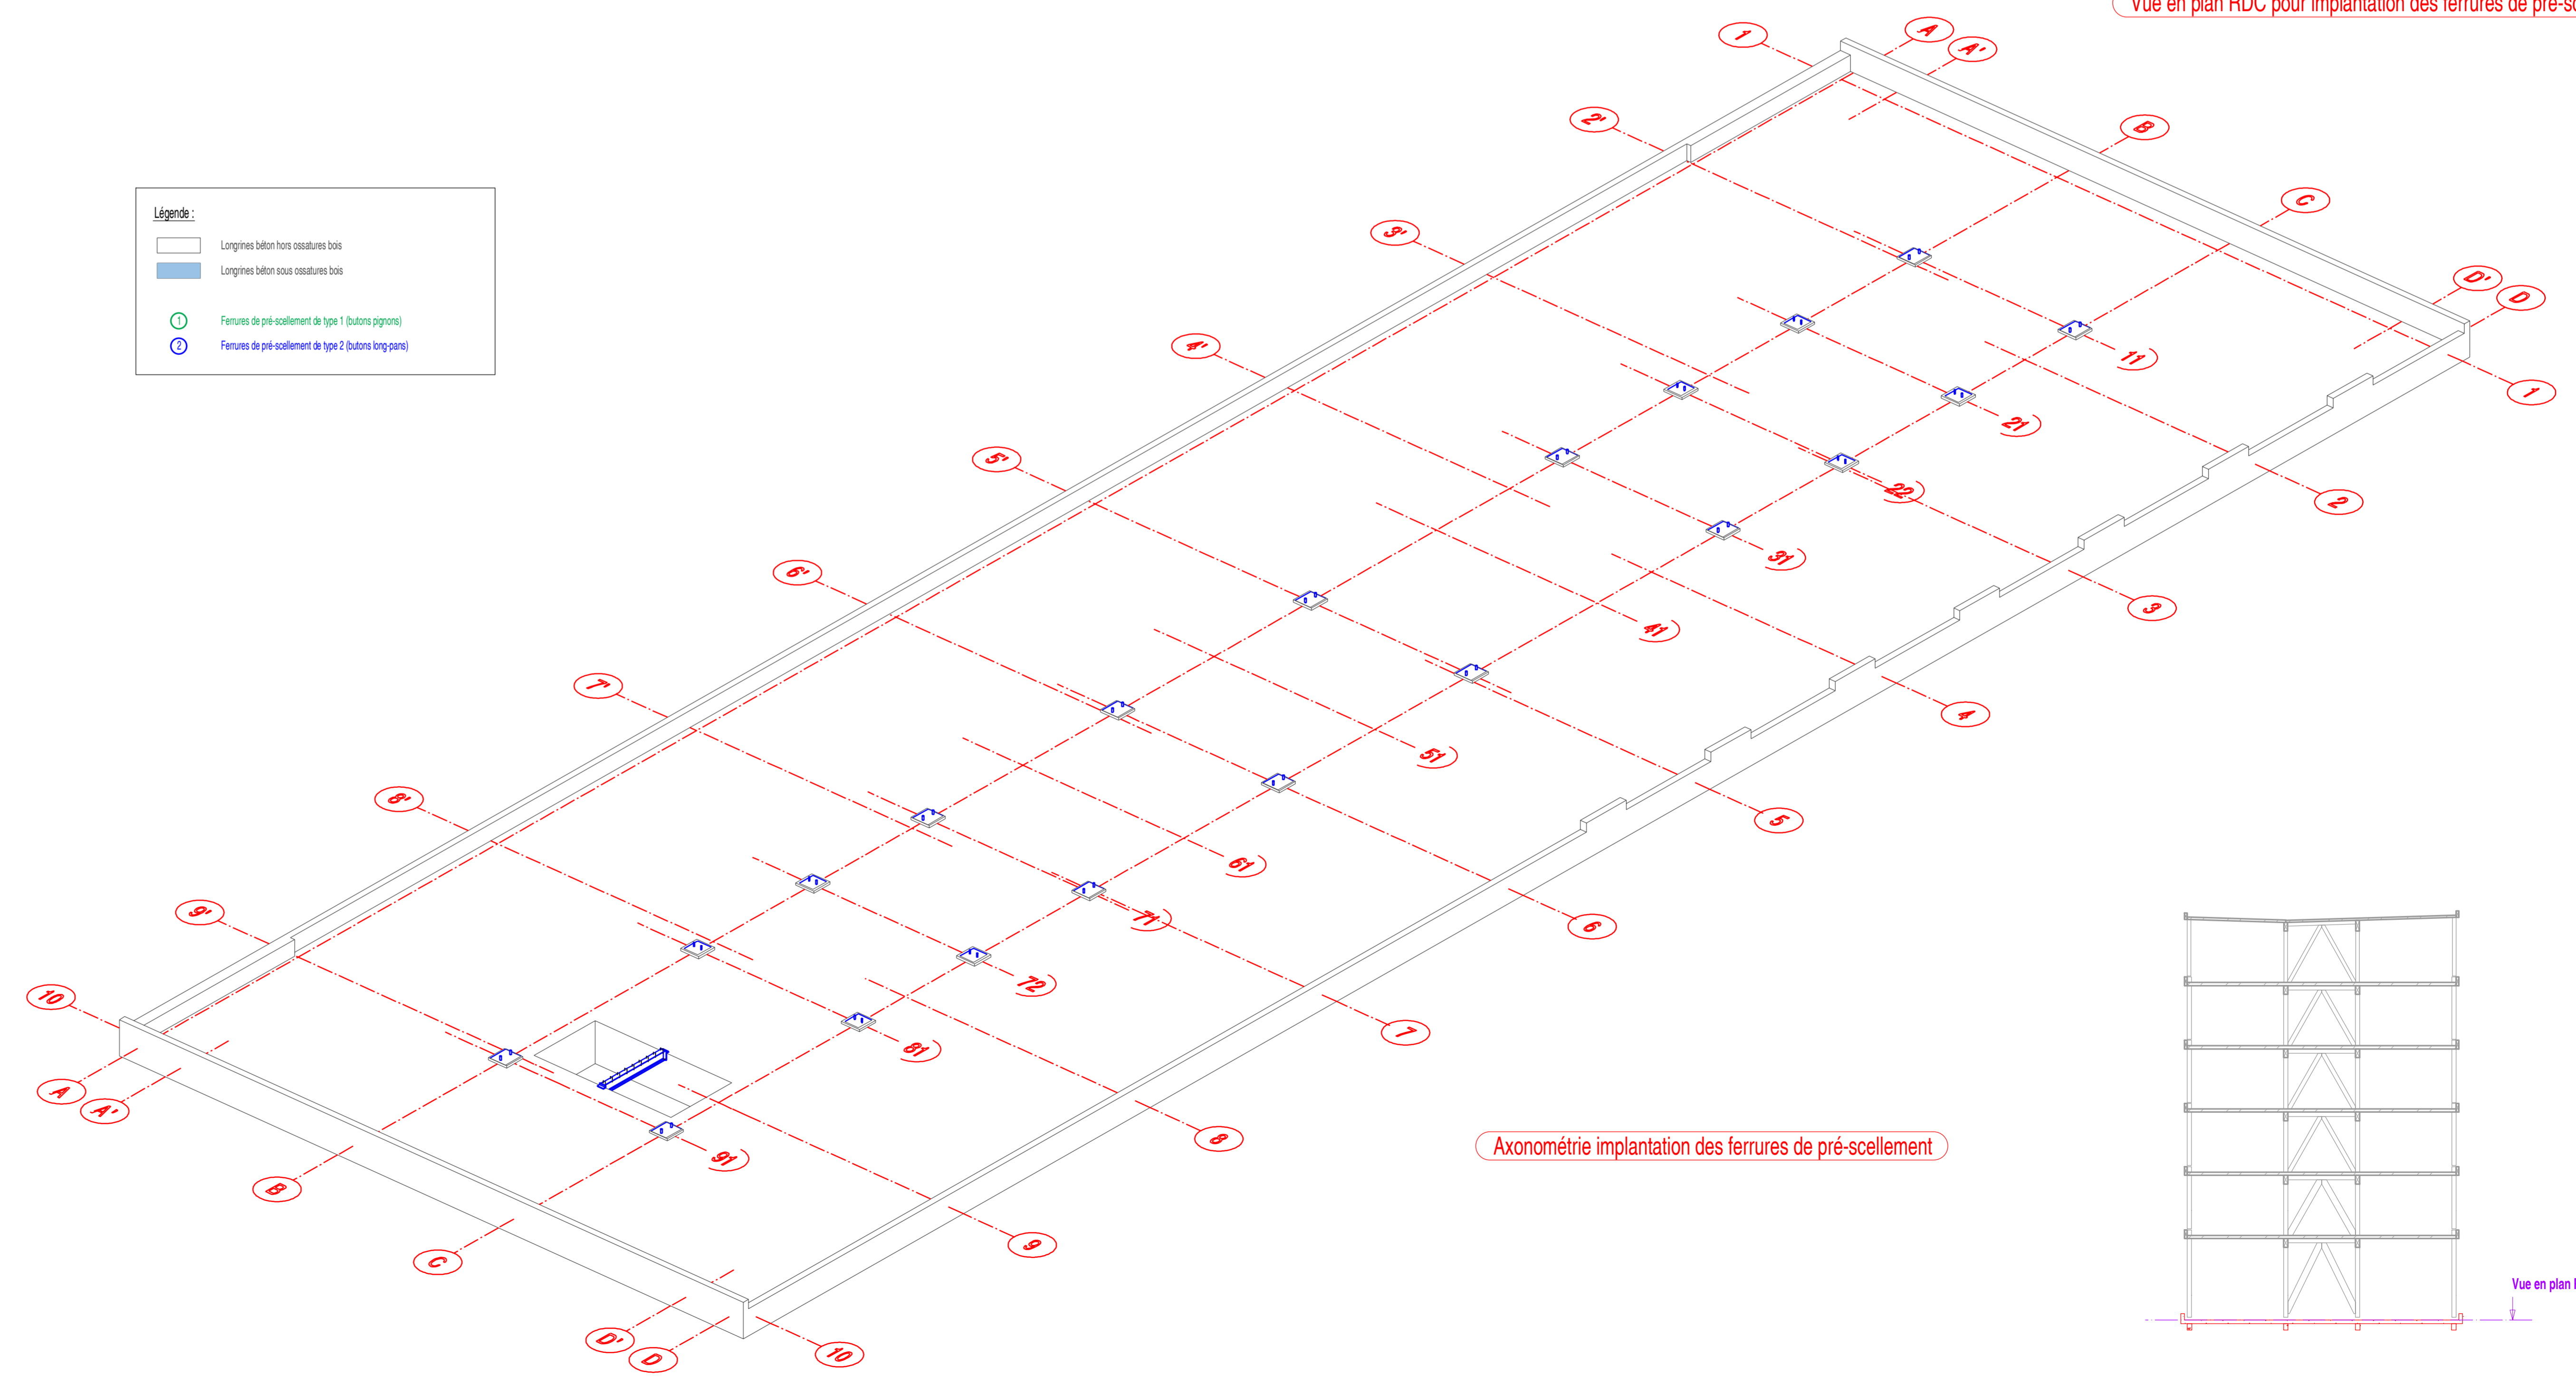 Vue en plan RDC pour implantation des ferrures de pré-sc
1
A
A'
2'
B
3'
C
Légende :
Longrines béton hors ossatures bois
Longrines béton sous ossatures bois
1 Ferrures de pré-scellement de type 1 (butons pignons)
2 Ferrures de pré-scellement de type 2 (butons long-pans)
D'
D
4'
11
1
21
5'
22
2
31
6'
3
41
7'
4
51
8'
5
61
9'
71
6
72
10
7
81
A
A'
8
Axonométrie implantation des ferrures de pré-scellement
91
B
9
C
Vue en plan
D'
D
10